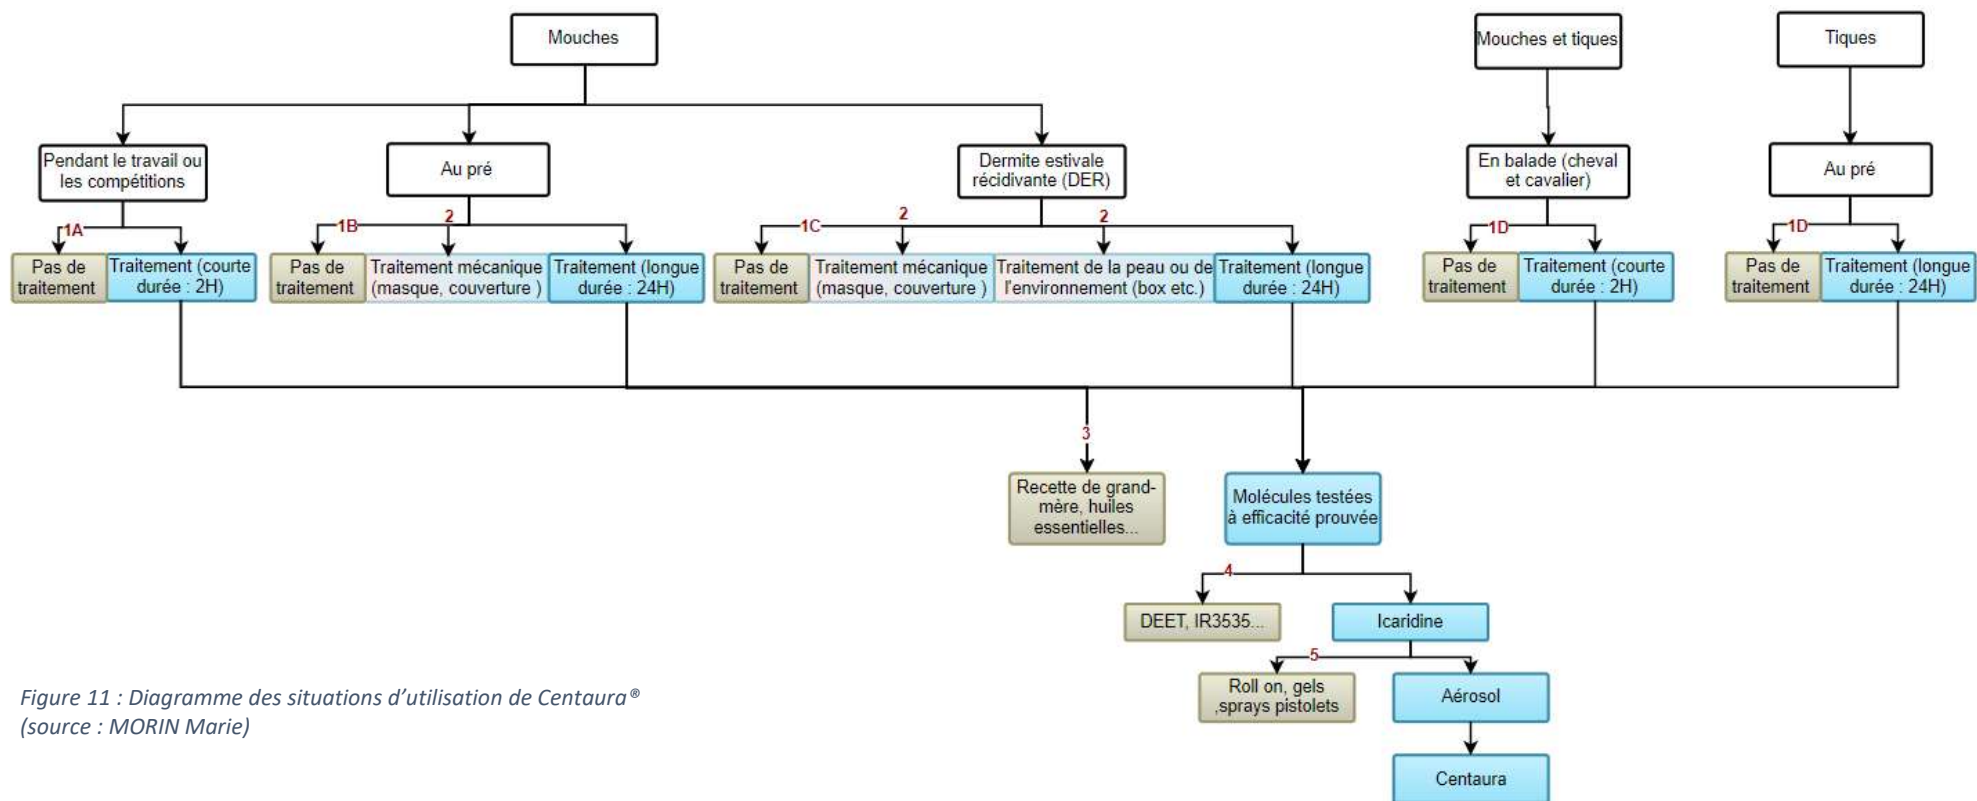 Mouches
Mouches et tiques
Tiques
Pendant le travail ou
les compétitions
Au pré
Dermite estivale
récidivante (DER)
En balade (cheval
et cavalier)
Au pré
1A
1B
2
1C
2
2
1D
1D
Pas de
traitement
Traitement (courte
durée : 2H)
Pas de
traitement
Traitement mécanique
(masque, couverture )
Traitement (longue
durée : 24H)
Pas de
traitement
Traitement mécanique
(masque, couverture )
Traitement de la peau ou de
l'environnement (box etc.)
Traitement (longue
durée : 24H)
Pas de
traitement
Traitement (courte
durée : 2H)
Pas de
traitement
Traitement (longue
durée : 24H)
3
Recette de grand-
mère, huiles
essentielles...
Molécules testées
à efficacité prouvée
4
DEET, IR3535...
Icaridine
5
Roll on, gels
,sprays pistolets
Aérosol
Centaura
Figure 11 : Diagramme des situations d’utilisation de Centaura®
(source : MORIN Marie)